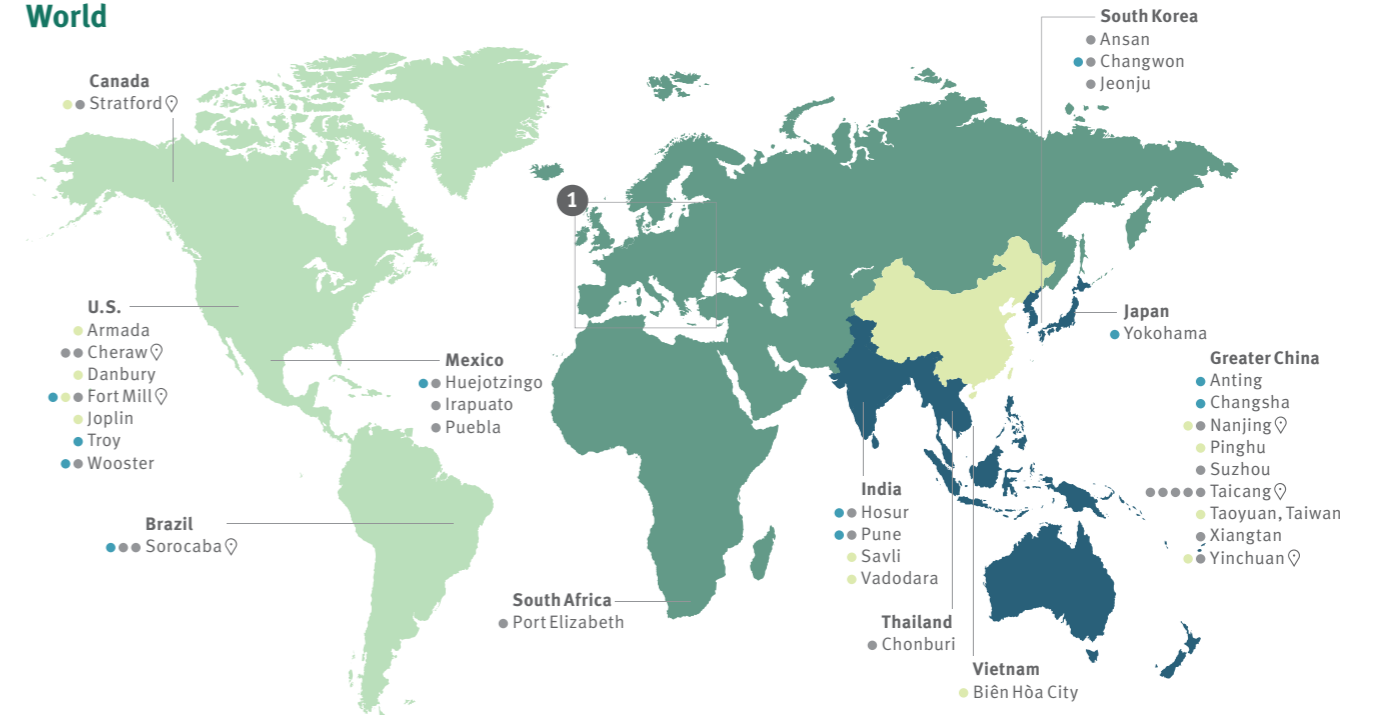 World
Canada
Stratford
U.S.
Armada
Cheraw
Danbury
Fort Mill
Joplin
Troy
Wooster
Mexico
Huejotzingo
Irapuato
Puebla
Brazil
Sorocaba
1
South Africa
Port Elizabeth
South Korea
Ansan
Changwon
Jeonju
Japan
Yokohama
Greater China
Anting
Changsha
Nanjing
Pinghu
Suzhou
Taicang
Taoyuan, Taiwan
Xiangtan
Yinchuan
India
Hosur
Pune
Savli
Vadodara
Thailand
Chonburi
Vietnam
Biên Hòa City